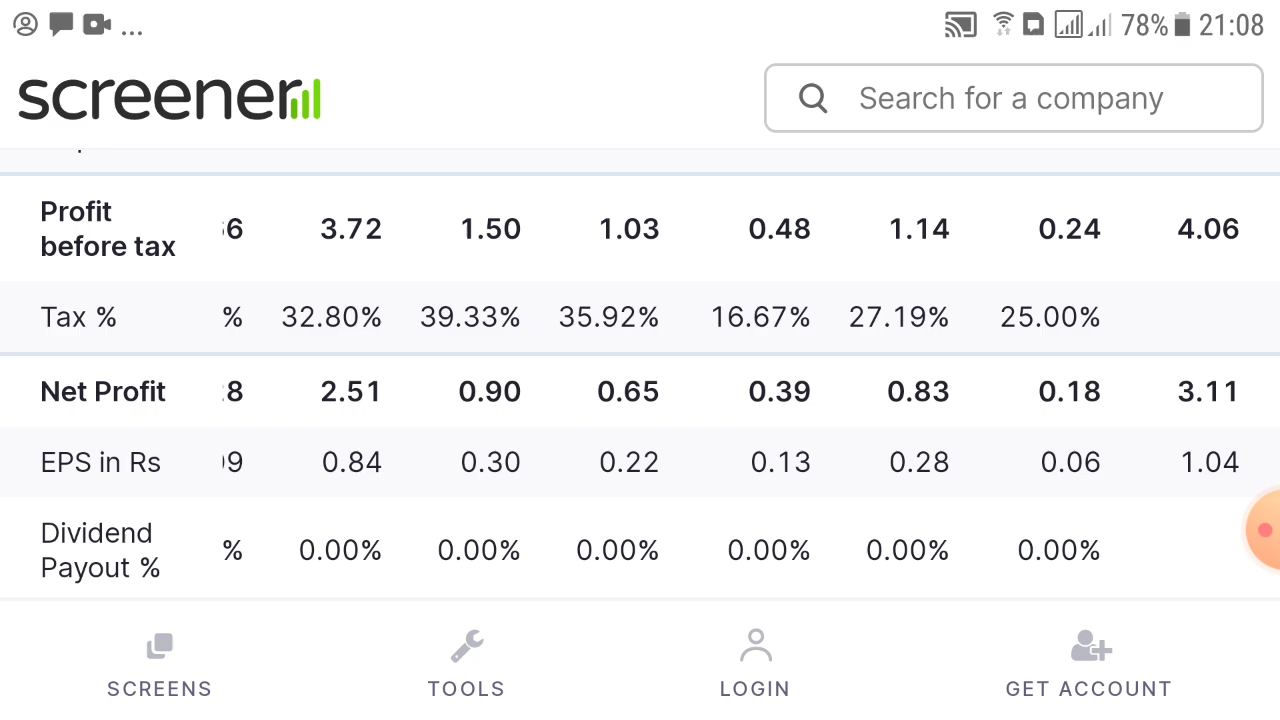 ... 78% 21:08
screener Search for a company
Profit before tax 6 3.72 1.50 1.03 0.48 1.14 0.24 4.06
Tax % % 32.80% 39.33% 35.92% 16.67% 27.19% 25.00%
Net Profit 8 2.51 0.90 0.65 0.39 0.83 0.18 3.11
EPS in Rs 9 0.84 0.30 0.22 0.13 0.28 0.06 1.04
Dividend Payout % % 0.00% 0.00% 0.00% 0.00% 0.00% 0.00%
SCREENS TOOLS LOGIN GET ACCOUNT